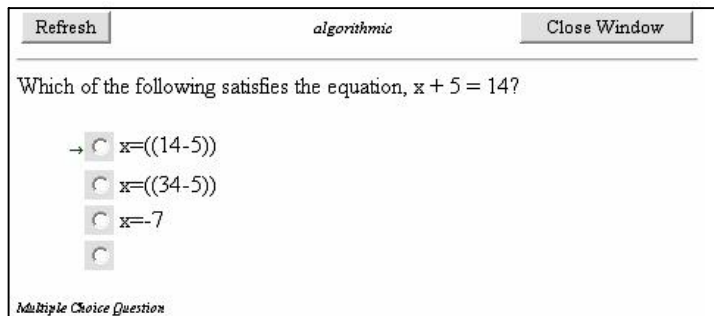 Refresh algorithmic Close Window
Which of the following satisfies the equation, x + 5 = 14?
→ x=((14-5))
x=((34-5))
x=-7
Multiple Choice Question